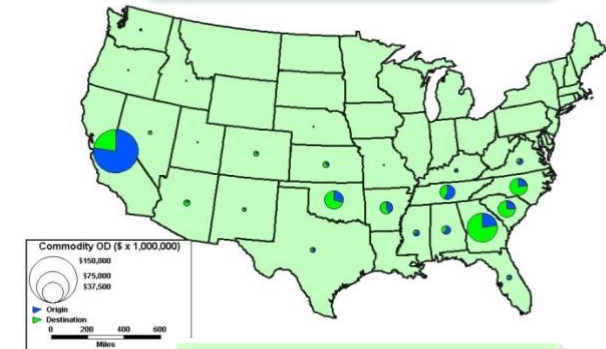 Commodity OD ($ x 1,000,000)
$150,000
$75,000
$37,500
Origin
Destination
0 200 400 600
Miles